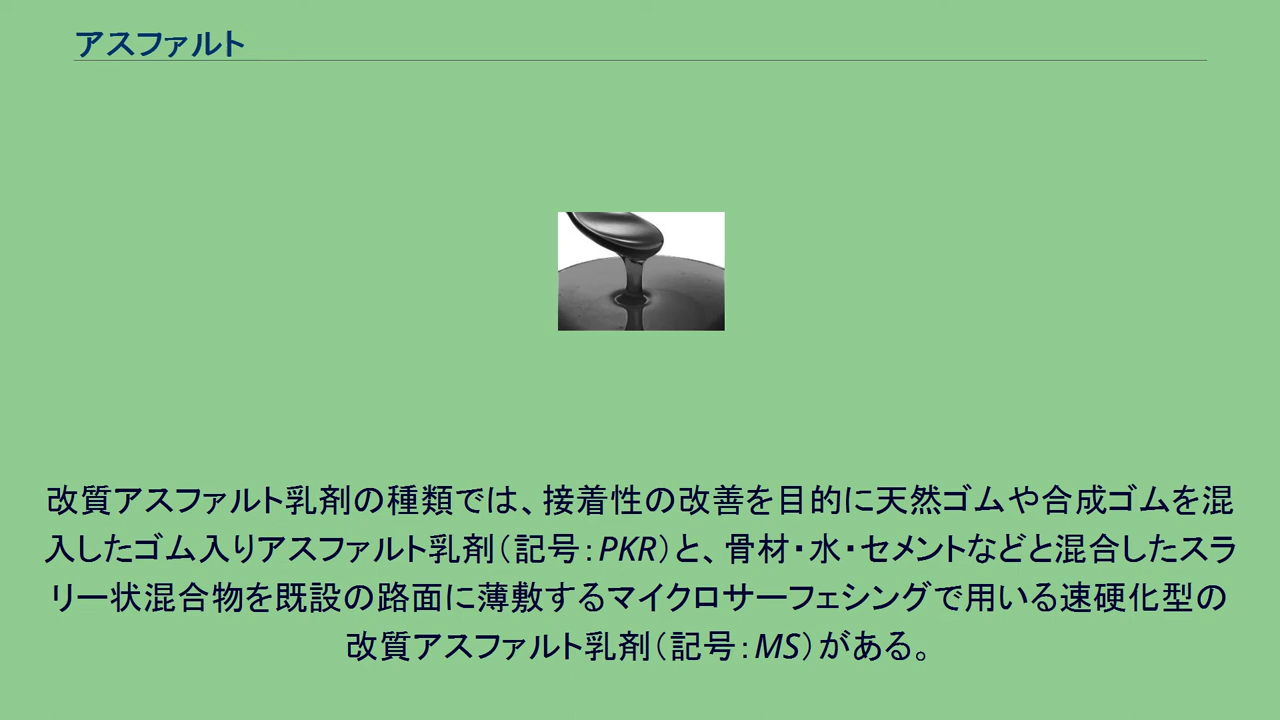 アスファルト
改質アスファルト乳剤の種類では、接着性の改善を目的に天然ゴムや合成ゴムを混
入したゴム入りアスファルト乳剤（記号：PKR）と、骨材・水・セメントなどと混合したスラ
リー状混合物を既設の路面に薄敷するマイクロサーフェシングで用いる速硬化型の
改質アスファルト乳剤（記号：MS）がある。